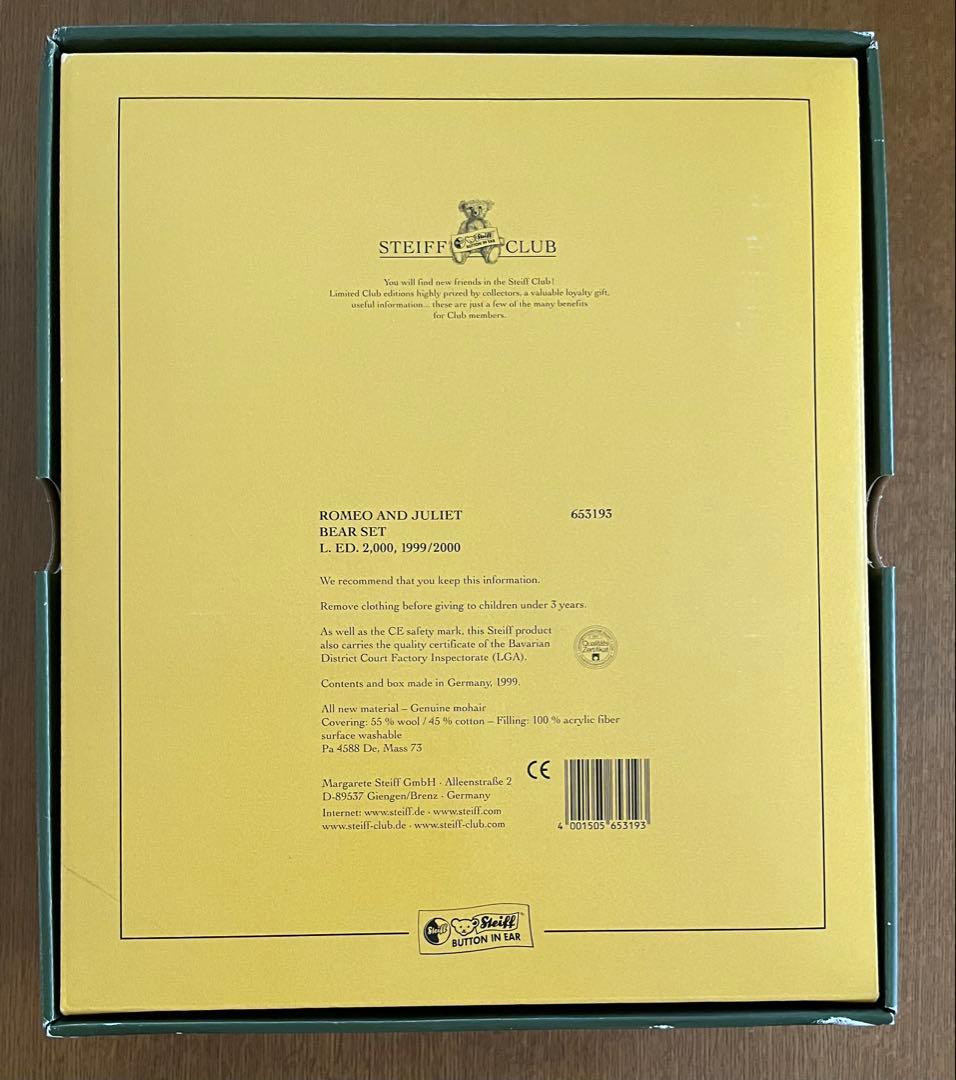 STEIFF CLUB
Steiff
BUTTON IN EAR
You will find new friends in the Steiff Club!
Limited Club editions highly prized by collectors, a valuable loyalty gift,
useful information... these are just a few of the many benefits
for Club members.
ROMEO AND JULIET 653193
BEAR SET
L. ED. 2,000, 1999/2000
We recommend that you keep this information.
Remove clothing before giving to children under 3 years.
As well as the CE safety mark, this Steiff product
also carries the quality certificate of the Bavarian
District Court Factory Inspectorate (LGA).
Qualitäts
Zertifikat
Contents and box made in Germany, 1999.
All new material – Genuine mohair
Covering: 55 % wool / 45 % cotton – Filling: 100 % acrylic fiber
surface washable
Pa 4588 De, Mass 73
Margarete Steiff GmbH · Alleenstraße 2
D-89537 Giengen/Brenz · Germany
Internet: www.steiff.de · www.steiff.com
www.steiff-club.de · www.steiff-club.com
CE
4 001505 653193
Steiff Steiff
BUTTON IN EAR